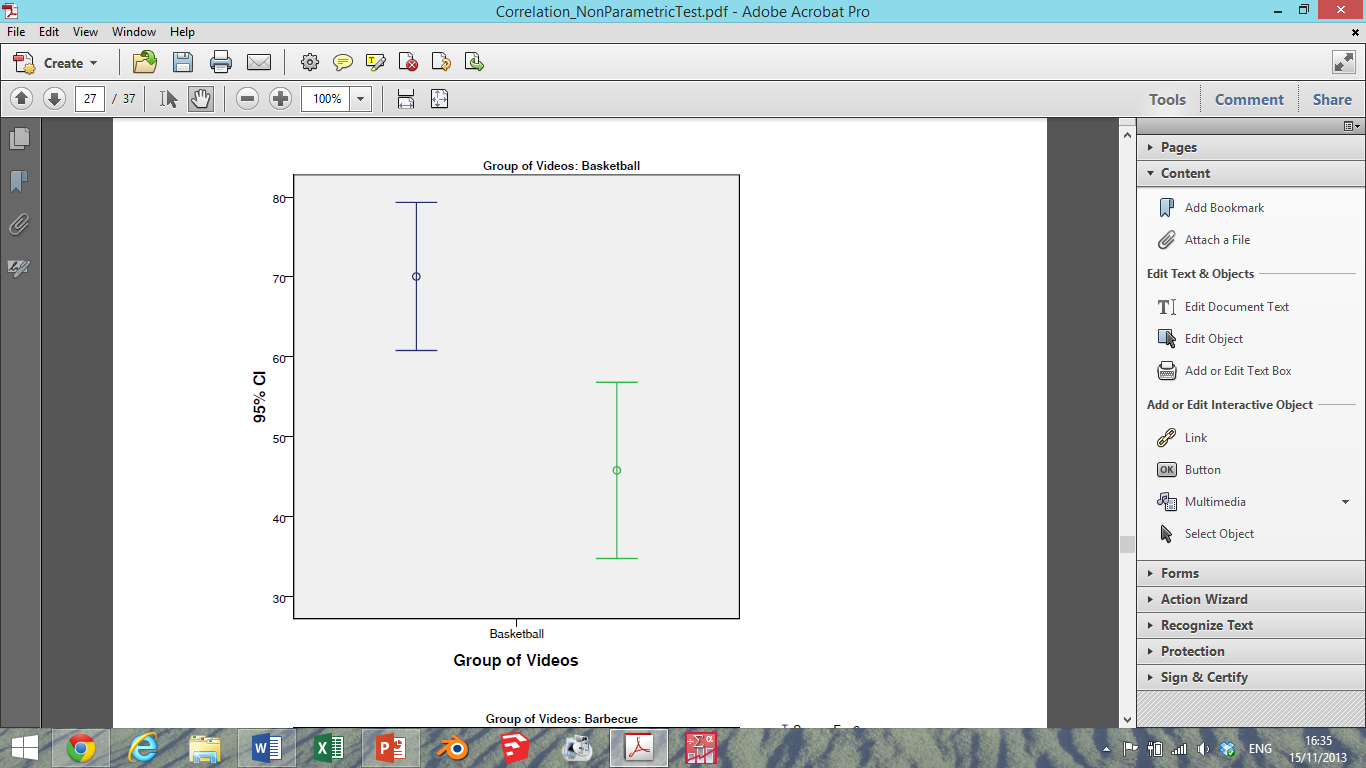 Correlation_NonParametricTest.pdf - Adobe Acrobat Pro
File Edit View Window Help
Create
27 / 37 100% Tools Comment Share
Group of Videos: Basketball
80
70
60
50
40
30
95% CI
Basketball
Group of Videos
Group of Videos: Barbecue
Pages
Content
Add Bookmark
Attach a File
Edit Text & Objects
Edit Document Text
Edit Object
Add or Edit Text Box
Add or Edit Interactive Object
Link
OK Button
Multimedia
Select Object
Forms
Action Wizard
Recognize Text
Protection
Sign & Certify
ENG
16:35
15/11/2013